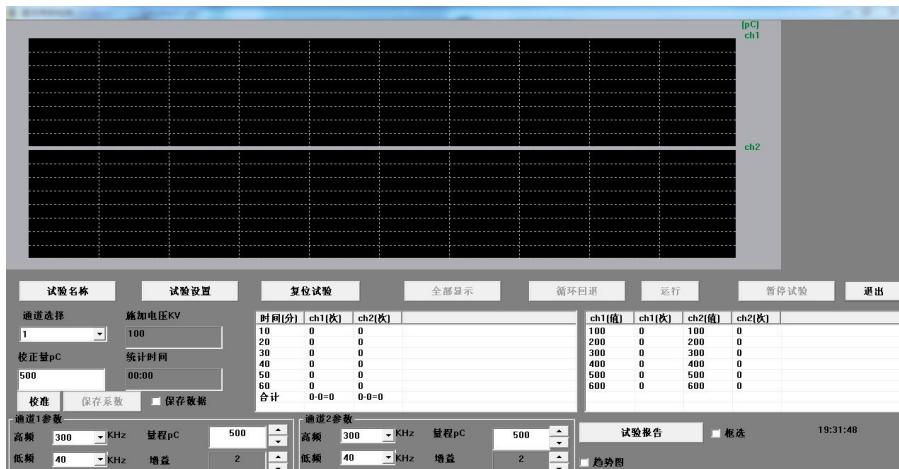 (pC)
ch1
ch2
试验名称 试验设置 复位试验 全部显示 循环回退 运行 暂停试验 退出
通道选择 施加电压KV
1 100
校正量pC 统计时间
500 00:00
校准 保存系数 保存数据
时间(分) ch1(次) ch2(次)
10 0 0
20 0 0
30 0 0
40 0 0
50 0 0
60 0 0
合计 0-0=0 0-0=0
ch1(值) ch1(次) ch2(值) ch2(次)
100 0 100 0
200 0 200 0
300 0 300 0
400 0 400 0
500 0 500 0
600 0 600 0
通道1参数
高频 300 KHz 量程pC 500
低频 40 KHz 增益 2
通道2参数
高频 300 KHz 量程pC 500
低频 40 KHz 增益 2
试验报告 框选 19:31:48
趋势图